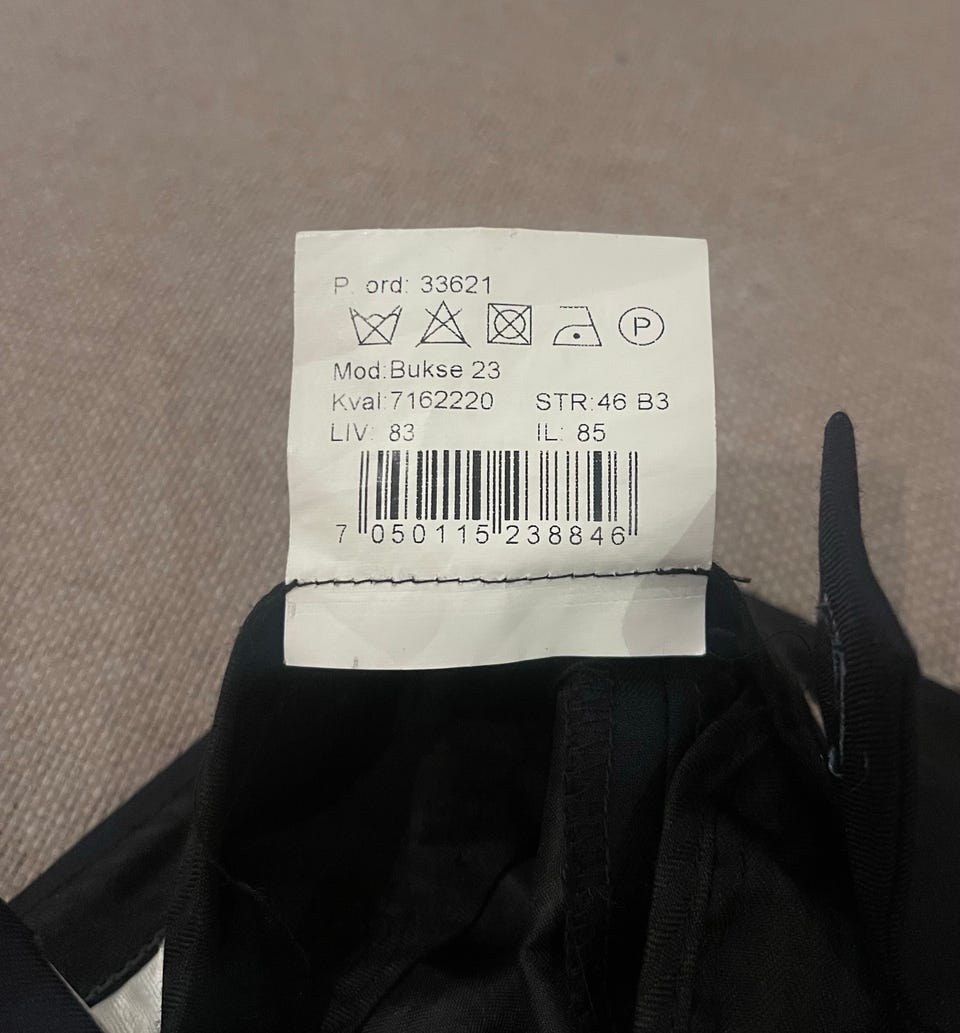 P. ord: 33621
P
Mod:Bukse 23
Kval:7162220 STR:46 B3
LIV: 83 IL: 85
7 050115 238846